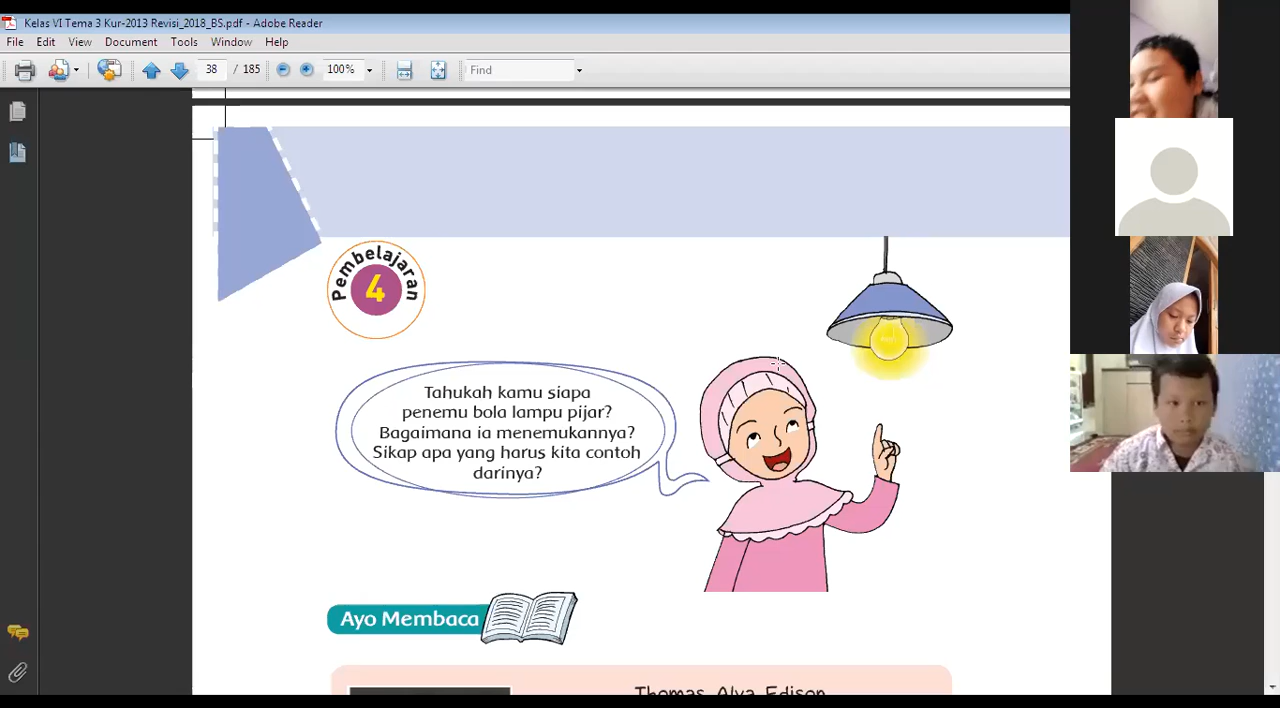 Kelas VI Tema 3 Kur-2013 Revisi_2018_BS.pdf - Adobe Reader
File Edit View Document Tools Window Help
38 / 185 100% Find
Pembelajaran
4
Tahukah kamu siapa
penemu bola lampu pijar?
Bagaimana ia menemukannya?
Sikap apa yang harus kita contoh
darinya?
Ayo Membaca
Thomas Alva Edison